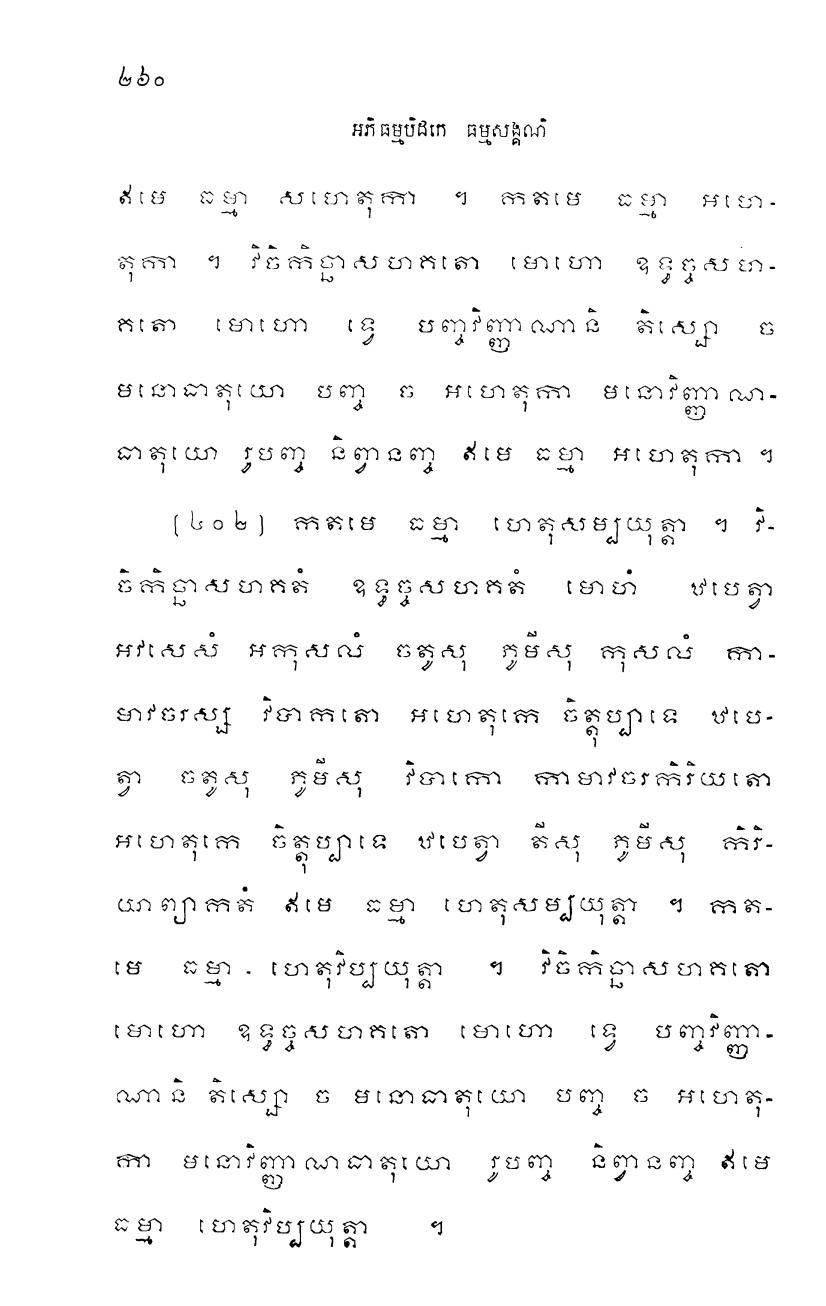 ២៦០
អភិធម្មបិដកេ ធម្មសង្គណិ
ឥមេ ធម្មា សហេតុកា ។ កតមេ ធម្មា អហេ-
តុកា ។ វិចិកិច្ឆាសហគតោ មោហោ ឧទ្ធច្ចសហ-
គតោ មោហោ ទ្វេ បញ្ចវិញ្ញាណានិ តិស្សោ ច
មនោធាតុយោ បញ្ច ច អហេតុកា មនោវិញ្ញាណ-
ធាតុយោ រូបញ្ច និព្វានញ្ច ឥមេ ធម្មា អហេតុកា ។
[៤០២] កតមេ ធម្មា ហេតុសម្បយុត្តា ។ វិ-
ចិកិច្ឆាសហគតំ ឧទ្ធច្ចសហគតំ មោហំ ឋបេត្វា
អវសេសំ អកុសលំ ចតូសុ ភូមីសុ កុសលំ កា-
មាវចរស្ស វិបាកតោ អហេតុកេ ចិត្តុប្បាទេ ឋបេ-
ត្វា ចតូសុ ភូមីសុ វិបាកោ កាមាវចរកិរិយតោ
អហេតុកេ ចិត្តុប្បាទេ ឋបេត្វា តីសុ ភូមីសុ កិរិ-
យាព្យាកតំ ឥមេ ធម្មា ហេតុសម្បយុត្តា ។ កត-
មេ ធម្មា ហេតុវិប្បយុត្តា ។ វិចិកិច្ឆាសហគតោ
មោហោ ឧទ្ធច្ចសហគតោ មោហោ ទ្វេ បញ្ចវិញ្ញា-
ណានិ តិស្សោ ច មនោធាតុយោ បញ្ច ច អហេតុ-
កា មនោវិញ្ញាណធាតុយោ រូបញ្ច និព្វានញ្ច ឥមេ
ធម្មា ហេតុវិប្បយុត្តា ។